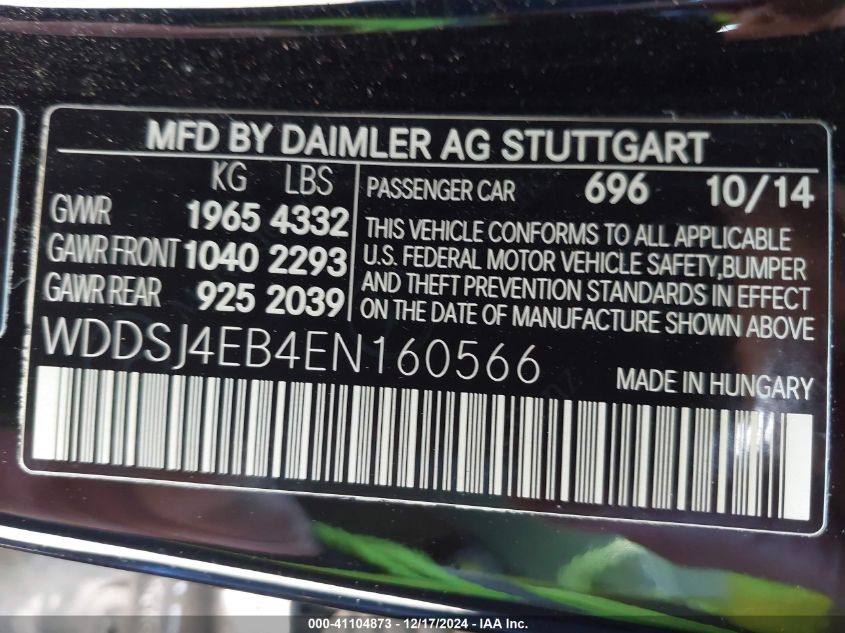 MFD BY DAIMLER AG STUTTGART
KG LBS
GVWR 1965 4332
GAWR FRONT 1040 2293
GAWR REAR 925 2039
PASSENGER CAR 696 10/14
THIS VEHICLE CONFORMS TO ALL APPLICABLE
U.S. FEDERAL MOTOR VEHICLE SAFETY,BUMPER
AND THEFT PREVENTION STANDARDS IN EFFECT
ON THE DATE OF MANUFACTURE SHOWN ABOVE
WDDSJ4EB4EN160566
MADE IN HUNGARY
000-41104873 - 12/17/2024 - IAA Inc.